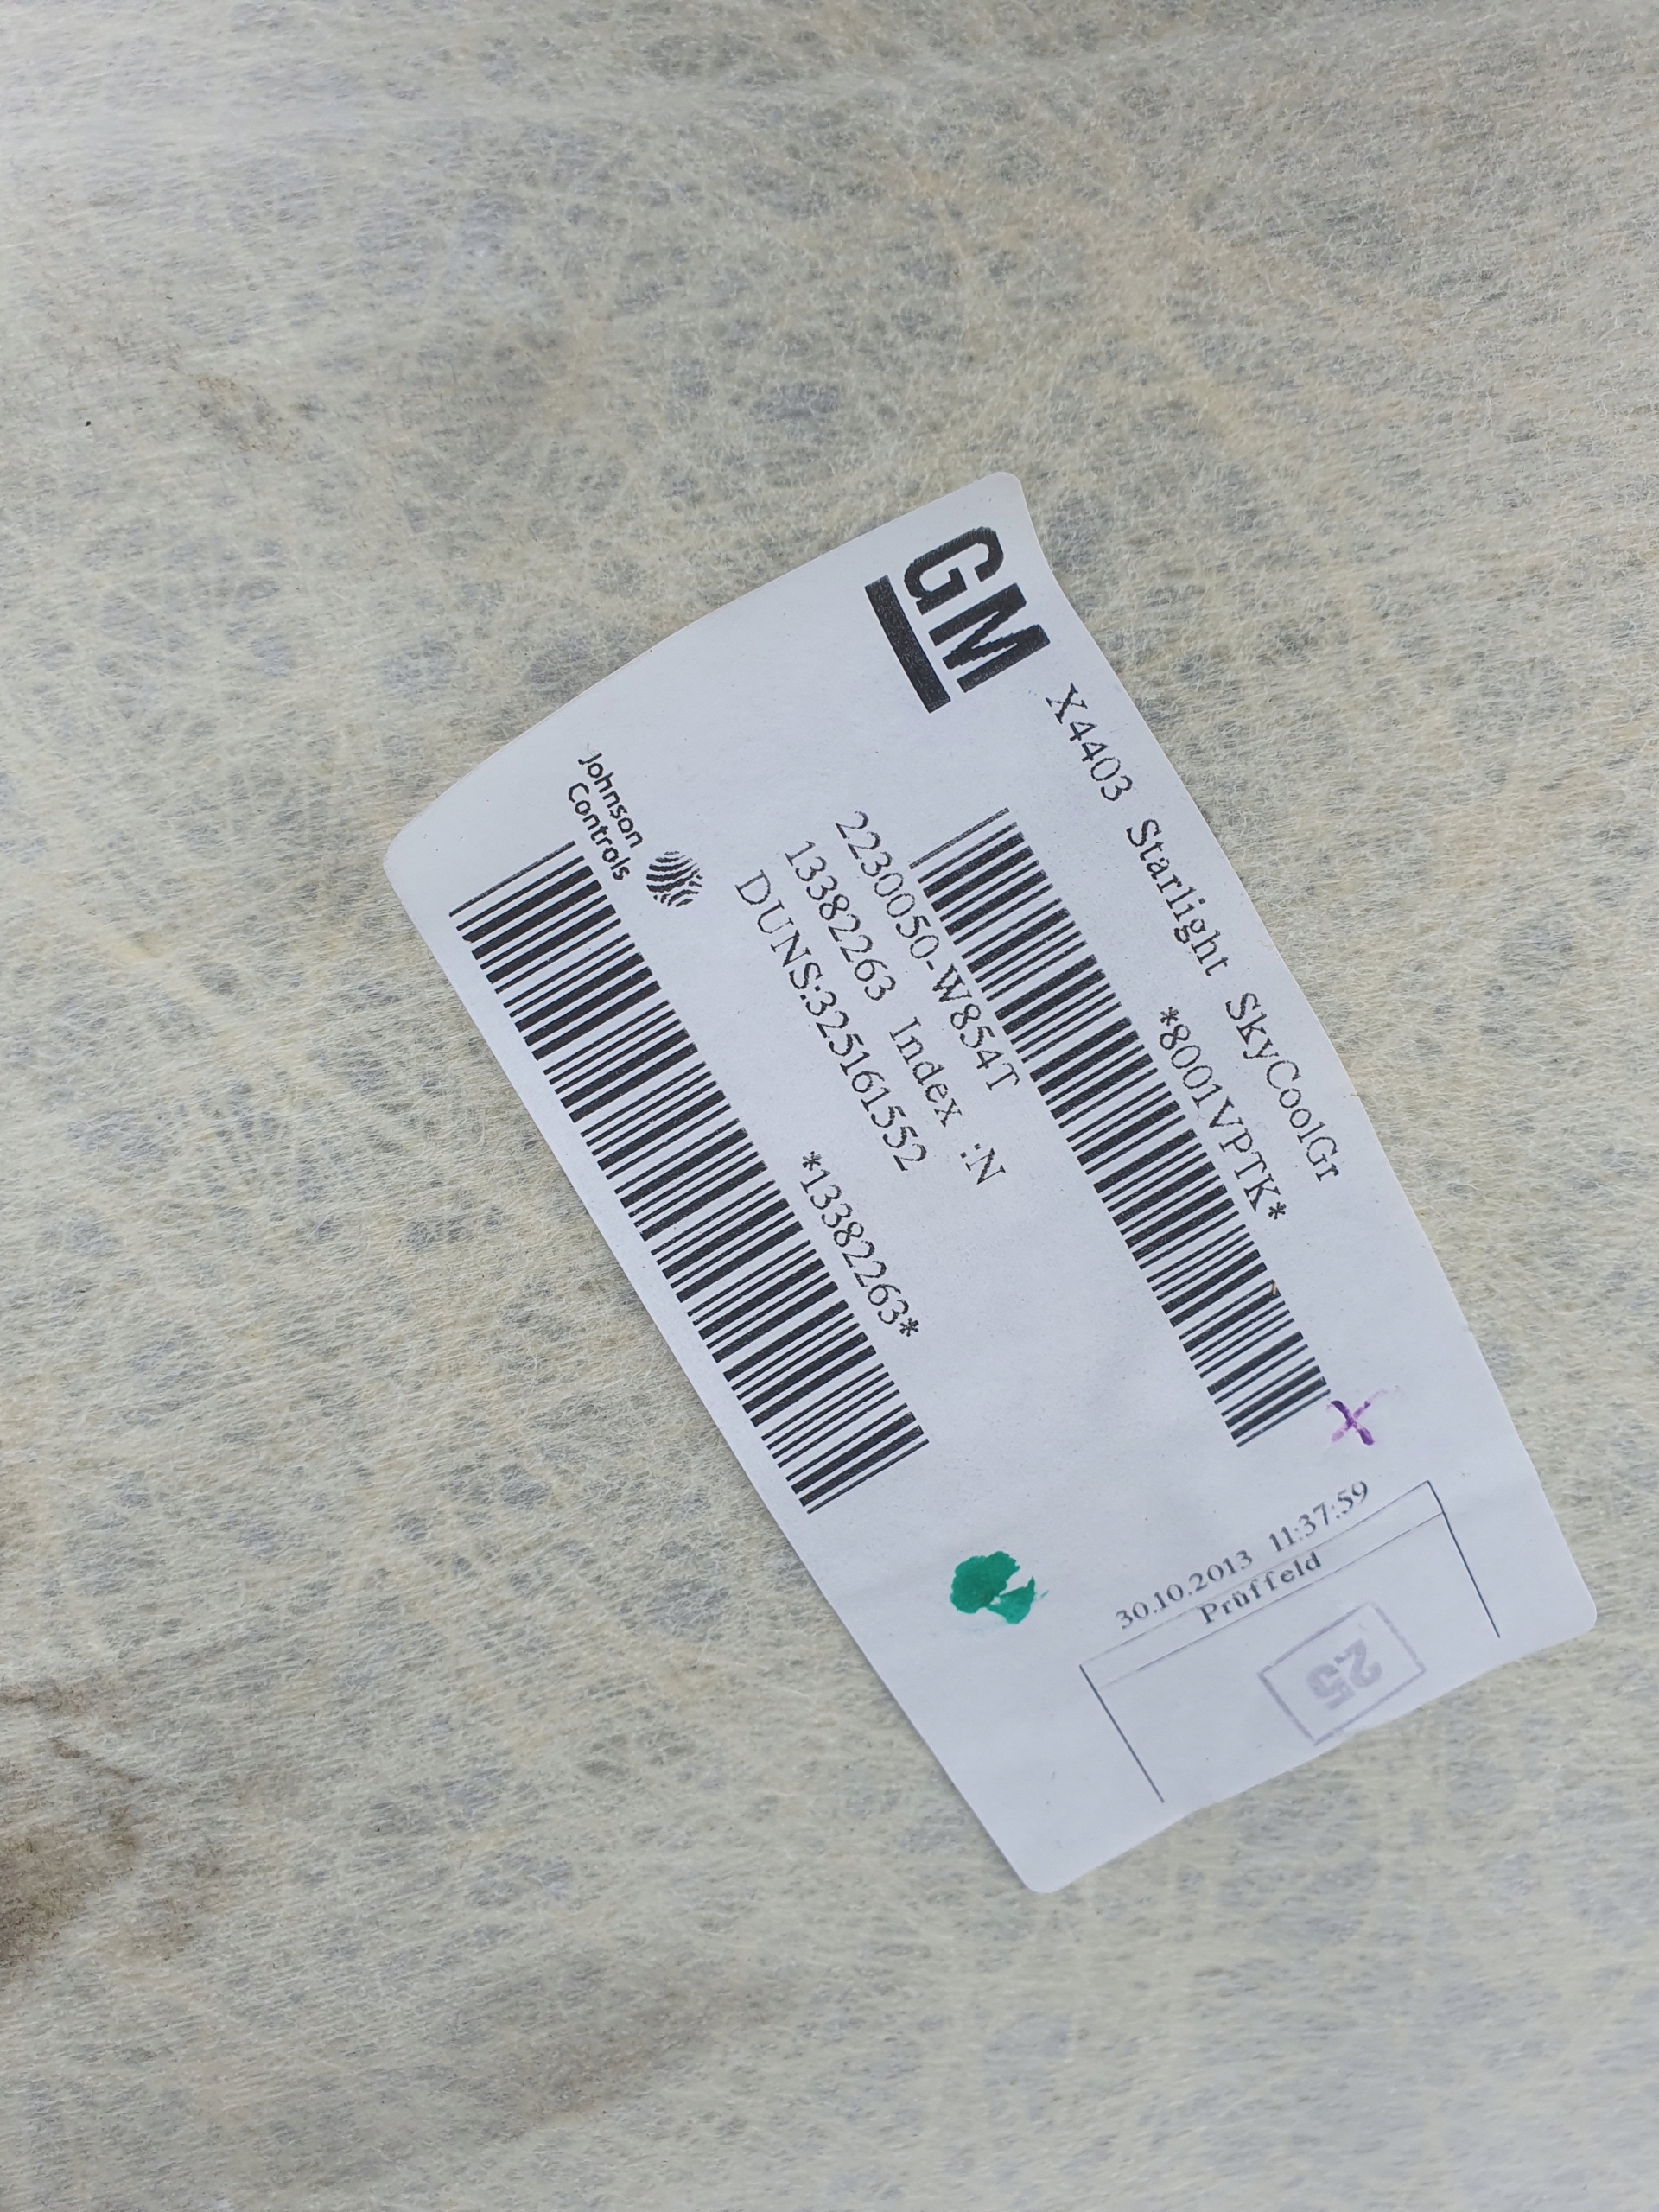 GM
X4403 Starlight SkyCoolGr
*8001VPTK*
2230050-W854T
13382263 Index :N
DUNS:325161552
Johnson
Controls
*13382263*
30.10.2013 11:37:59
Prüffeld
25